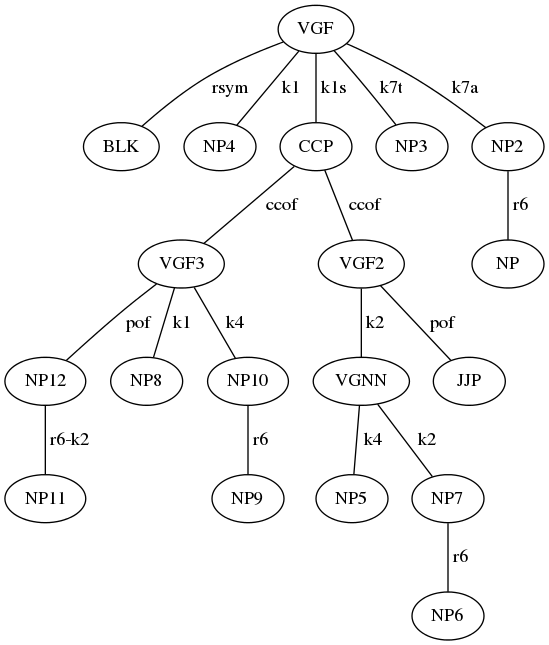 VGF
rsym k1 k1s k7t k7a
BLK NP4 CCP NP3 NP2
ccof ccof r6
VGF3 VGF2 NP
pof k1 k4 k2 pof
NP12 NP8 NP10 VGNN JJP
r6-k2 r6 k4 k2
NP11 NP9 NP5 NP7
r6
NP6